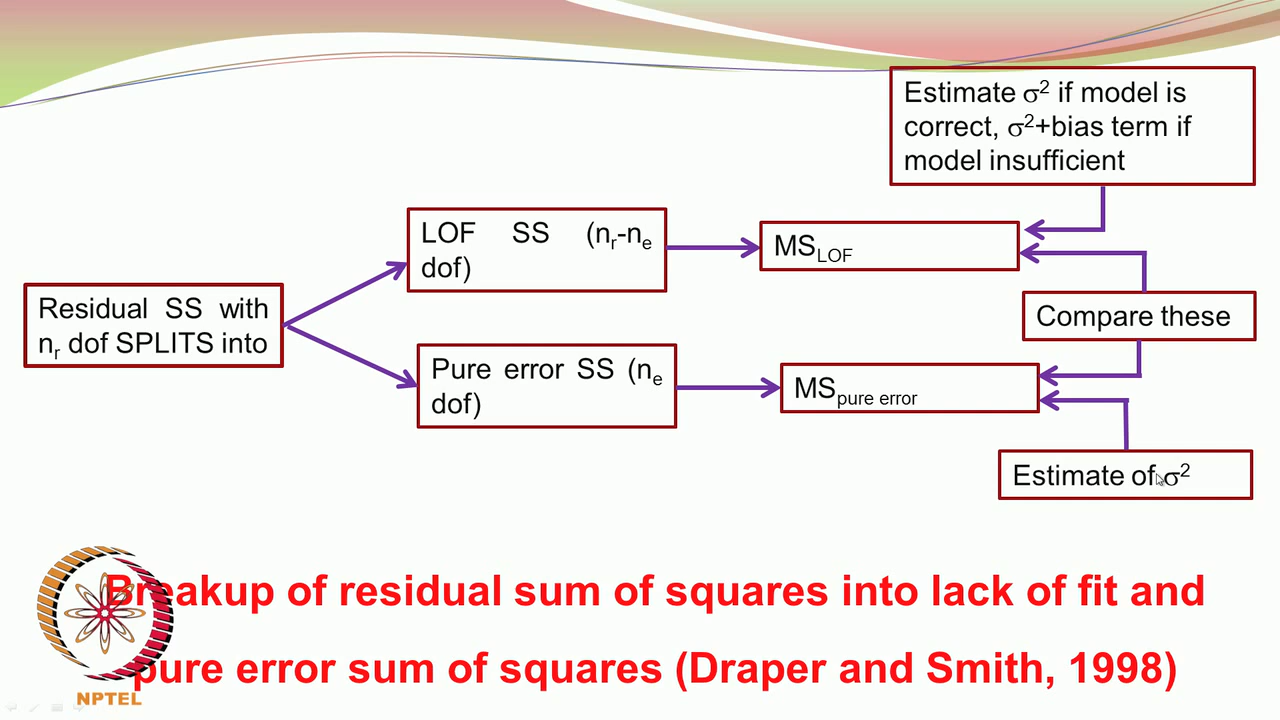 Estimate σ² if model is
correct, σ²+bias term if
model insufficient
LOF SS (nᵣ-nₑ
dof)
MS_LOF
Residual SS with
nᵣ dof SPLITS into
Compare these
Pure error SS (nₑ
dof)
MS_pure error
Estimate of σ²
Breakup of residual sum of squares into lack of fit and
pure error sum of squares (Draper and Smith, 1998)
NPTEL